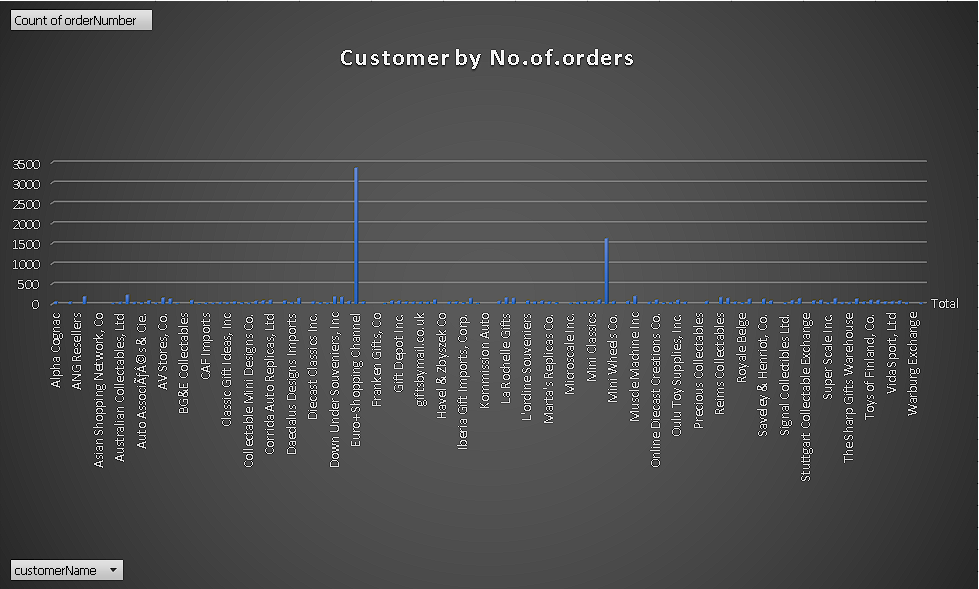 Count of orderNumber
Customer by No.of.orders
3500
3000
2500
2000
1500
1000
500
0
Total
Alpha Cognac
ANG Resellers
Asian Shopping Network, Co
Australian Collectables, Ltd
Auto AssociÃƒÂ©s & Cie.
AV Stores, Co.
BG&E Collectables
CAF Imports
Classic Gift Ideas, Inc
Collectable Mini Designs Co.
Corrida Auto Replicas, Ltd
Daedalus Designs Imports
Diecast Classics Inc.
Down Under Souveniers, Inc
Euro+ Shopping Channel
Franken Gifts, Co
Gift Depot Inc.
giftsbymail.co.uk
Havel & Zbyszek Co
Iberia Gift Imports, Corp.
Kommission Auto
La Rochelle Gifts
L'ordine Souveniers
Marta's Replicas Co.
Microscale Inc.
Mini Classics
Mini Wheels Co.
Muscle Machine Inc
Online Diecast Creations Co.
Oulu Toy Supplies, Inc.
Precious Collectables
Reims Collectables
Royale Belge
Saveley & Henriot, Co.
Signal Collectibles Ltd.
Stuttgart Collectable Exchange
Super Scale Inc.
The Sharp Gifts Warehouse
Toys of Finland, Co.
Vida Sport, Ltd
Warburg Exchange
customerName